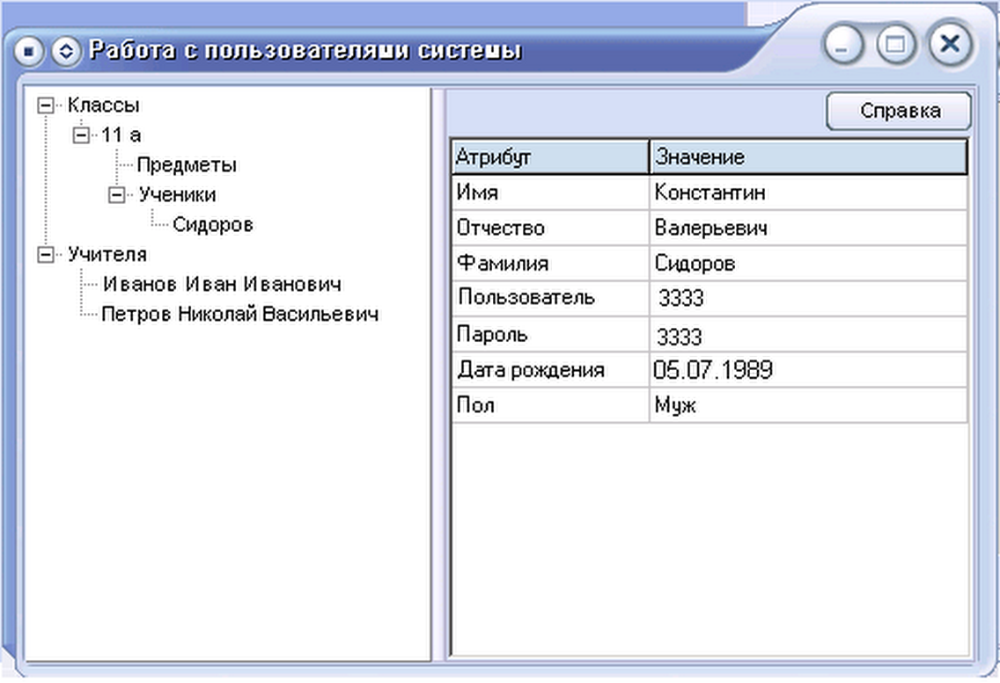 Работа с пользователями системы
Классы
11 а
Предметы
Ученики
Сидоров
Учителя
Иванов Иван Иванович
Петров Николай Васильевич
Справка
Атрибут Значение
Имя Константин
Отчество Валерьевич
Фамилия Сидоров
Пользователь 3333
Пароль 3333
Дата рождения 05.07.1989
Пол Муж